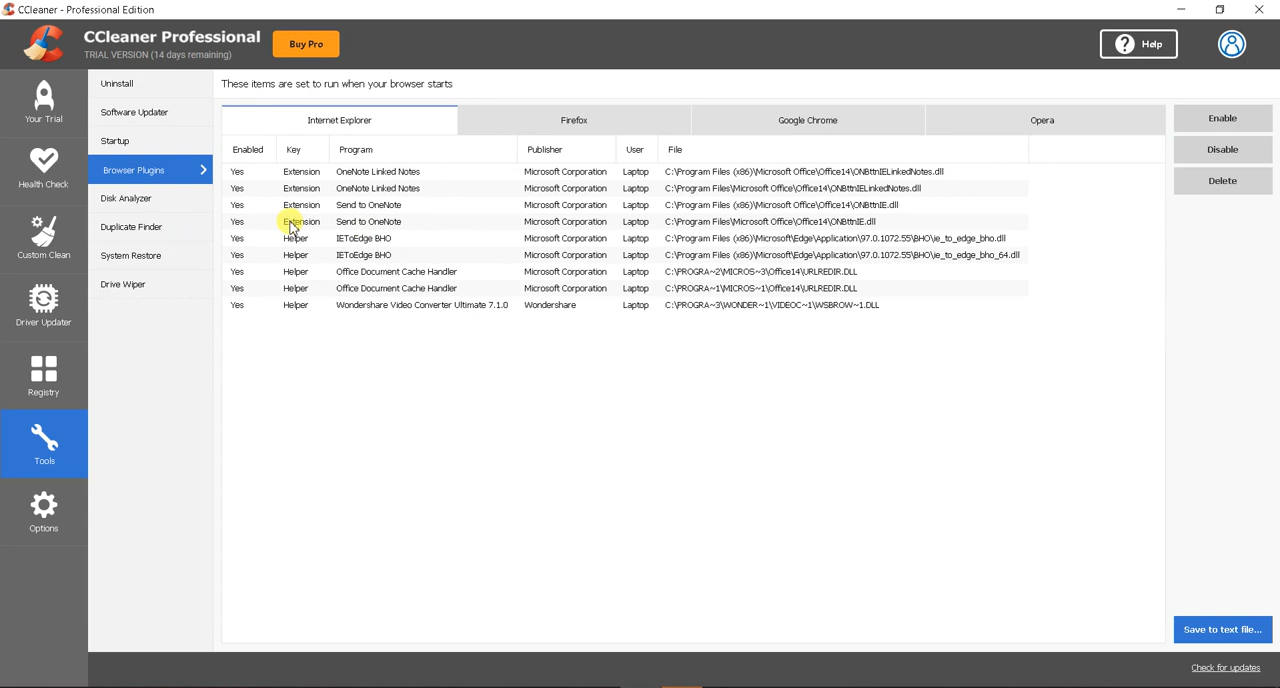 CCleaner - Professional Edition
CCleaner Professional
TRIAL VERSION (14 days remaining)
Buy Pro
Help
Your Trial
Health Check
Custom Clean
Driver Updater
Registry
Tools
Options
Uninstall
Software Updater
Startup
Browser Plugins
Disk Analyzer
Duplicate Finder
System Restore
Drive Wiper
These items are set to run when your browser starts
Internet Explorer Firefox Google Chrome Opera
Enabled Key Program Publisher User File
Yes Extension OneNote Linked Notes Microsoft Corporation Laptop C:\Program Files (x86)\Microsoft Office\Office14\ONBttnIELinkedNotes.dll
Yes Extension OneNote Linked Notes Microsoft Corporation Laptop C:\Program Files\Microsoft Office\Office14\ONBttnIELinkedNotes.dll
Yes Extension Send to OneNote Microsoft Corporation Laptop C:\Program Files (x86)\Microsoft Office\Office14\ONBttnIE.dll
Yes Extension Send to OneNote Microsoft Corporation Laptop C:\Program Files\Microsoft Office\Office14\ONBttnIE.dll
Yes Helper IEToEdge BHO Microsoft Corporation Laptop C:\Program Files (x86)\Microsoft\Edge\Application\97.0.1072.55\BHO\ie_to_edge_bho.dll
Yes Helper IEToEdge BHO Microsoft Corporation Laptop C:\Program Files (x86)\Microsoft\Edge\Application\97.0.1072.55\BHO\ie_to_edge_bho_64.dll
Yes Helper Office Document Cache Handler Microsoft Corporation Laptop C:\PROGRA~2\MICROS~3\Office14\URLREDIR.DLL
Yes Helper Office Document Cache Handler Microsoft Corporation Laptop C:\PROGRA~1\MICROS~1\Office14\URLREDIR.DLL
Yes Helper Wondershare Video Converter Ultimate 7.1.0 Wondershare Laptop C:\PROGRA~3\WONDER~1\VIDEOC~1\WSBROW~1.DLL
Enable
Disable
Delete
Save to text file...
Check for updates